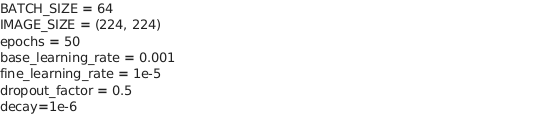 BATCH_SIZE = 64
IMAGE_SIZE = (224, 224)
epochs = 50
base_learning_rate = 0.001
fine_learning_rate = 1e-5
dropout_factor = 0.5
decay=1e-6